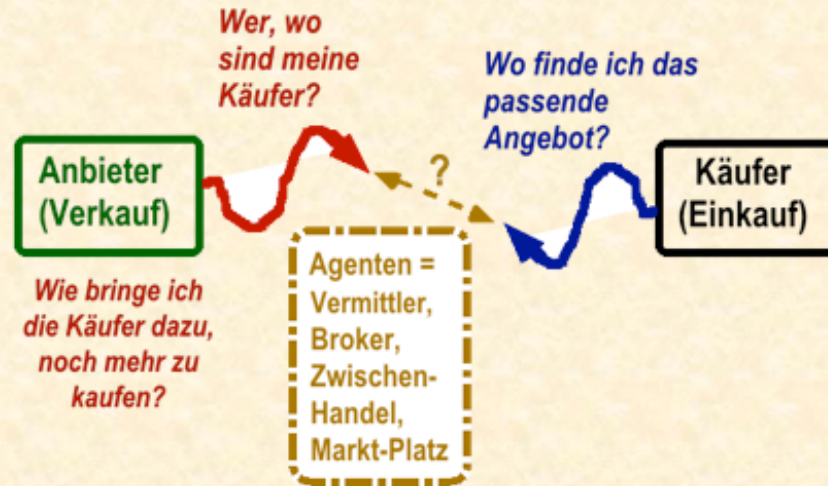 Wer, wo
sind meine
Käufer?
Wo finde ich das
passende
Angebot?
Anbieter
(Verkauf)
?
Käufer
(Einkauf)
Wie bringe ich
die Käufer dazu,
noch mehr zu
kaufen?
Agenten =
Vermittler,
Broker,
Zwischen-
Handel,
Markt-Platz